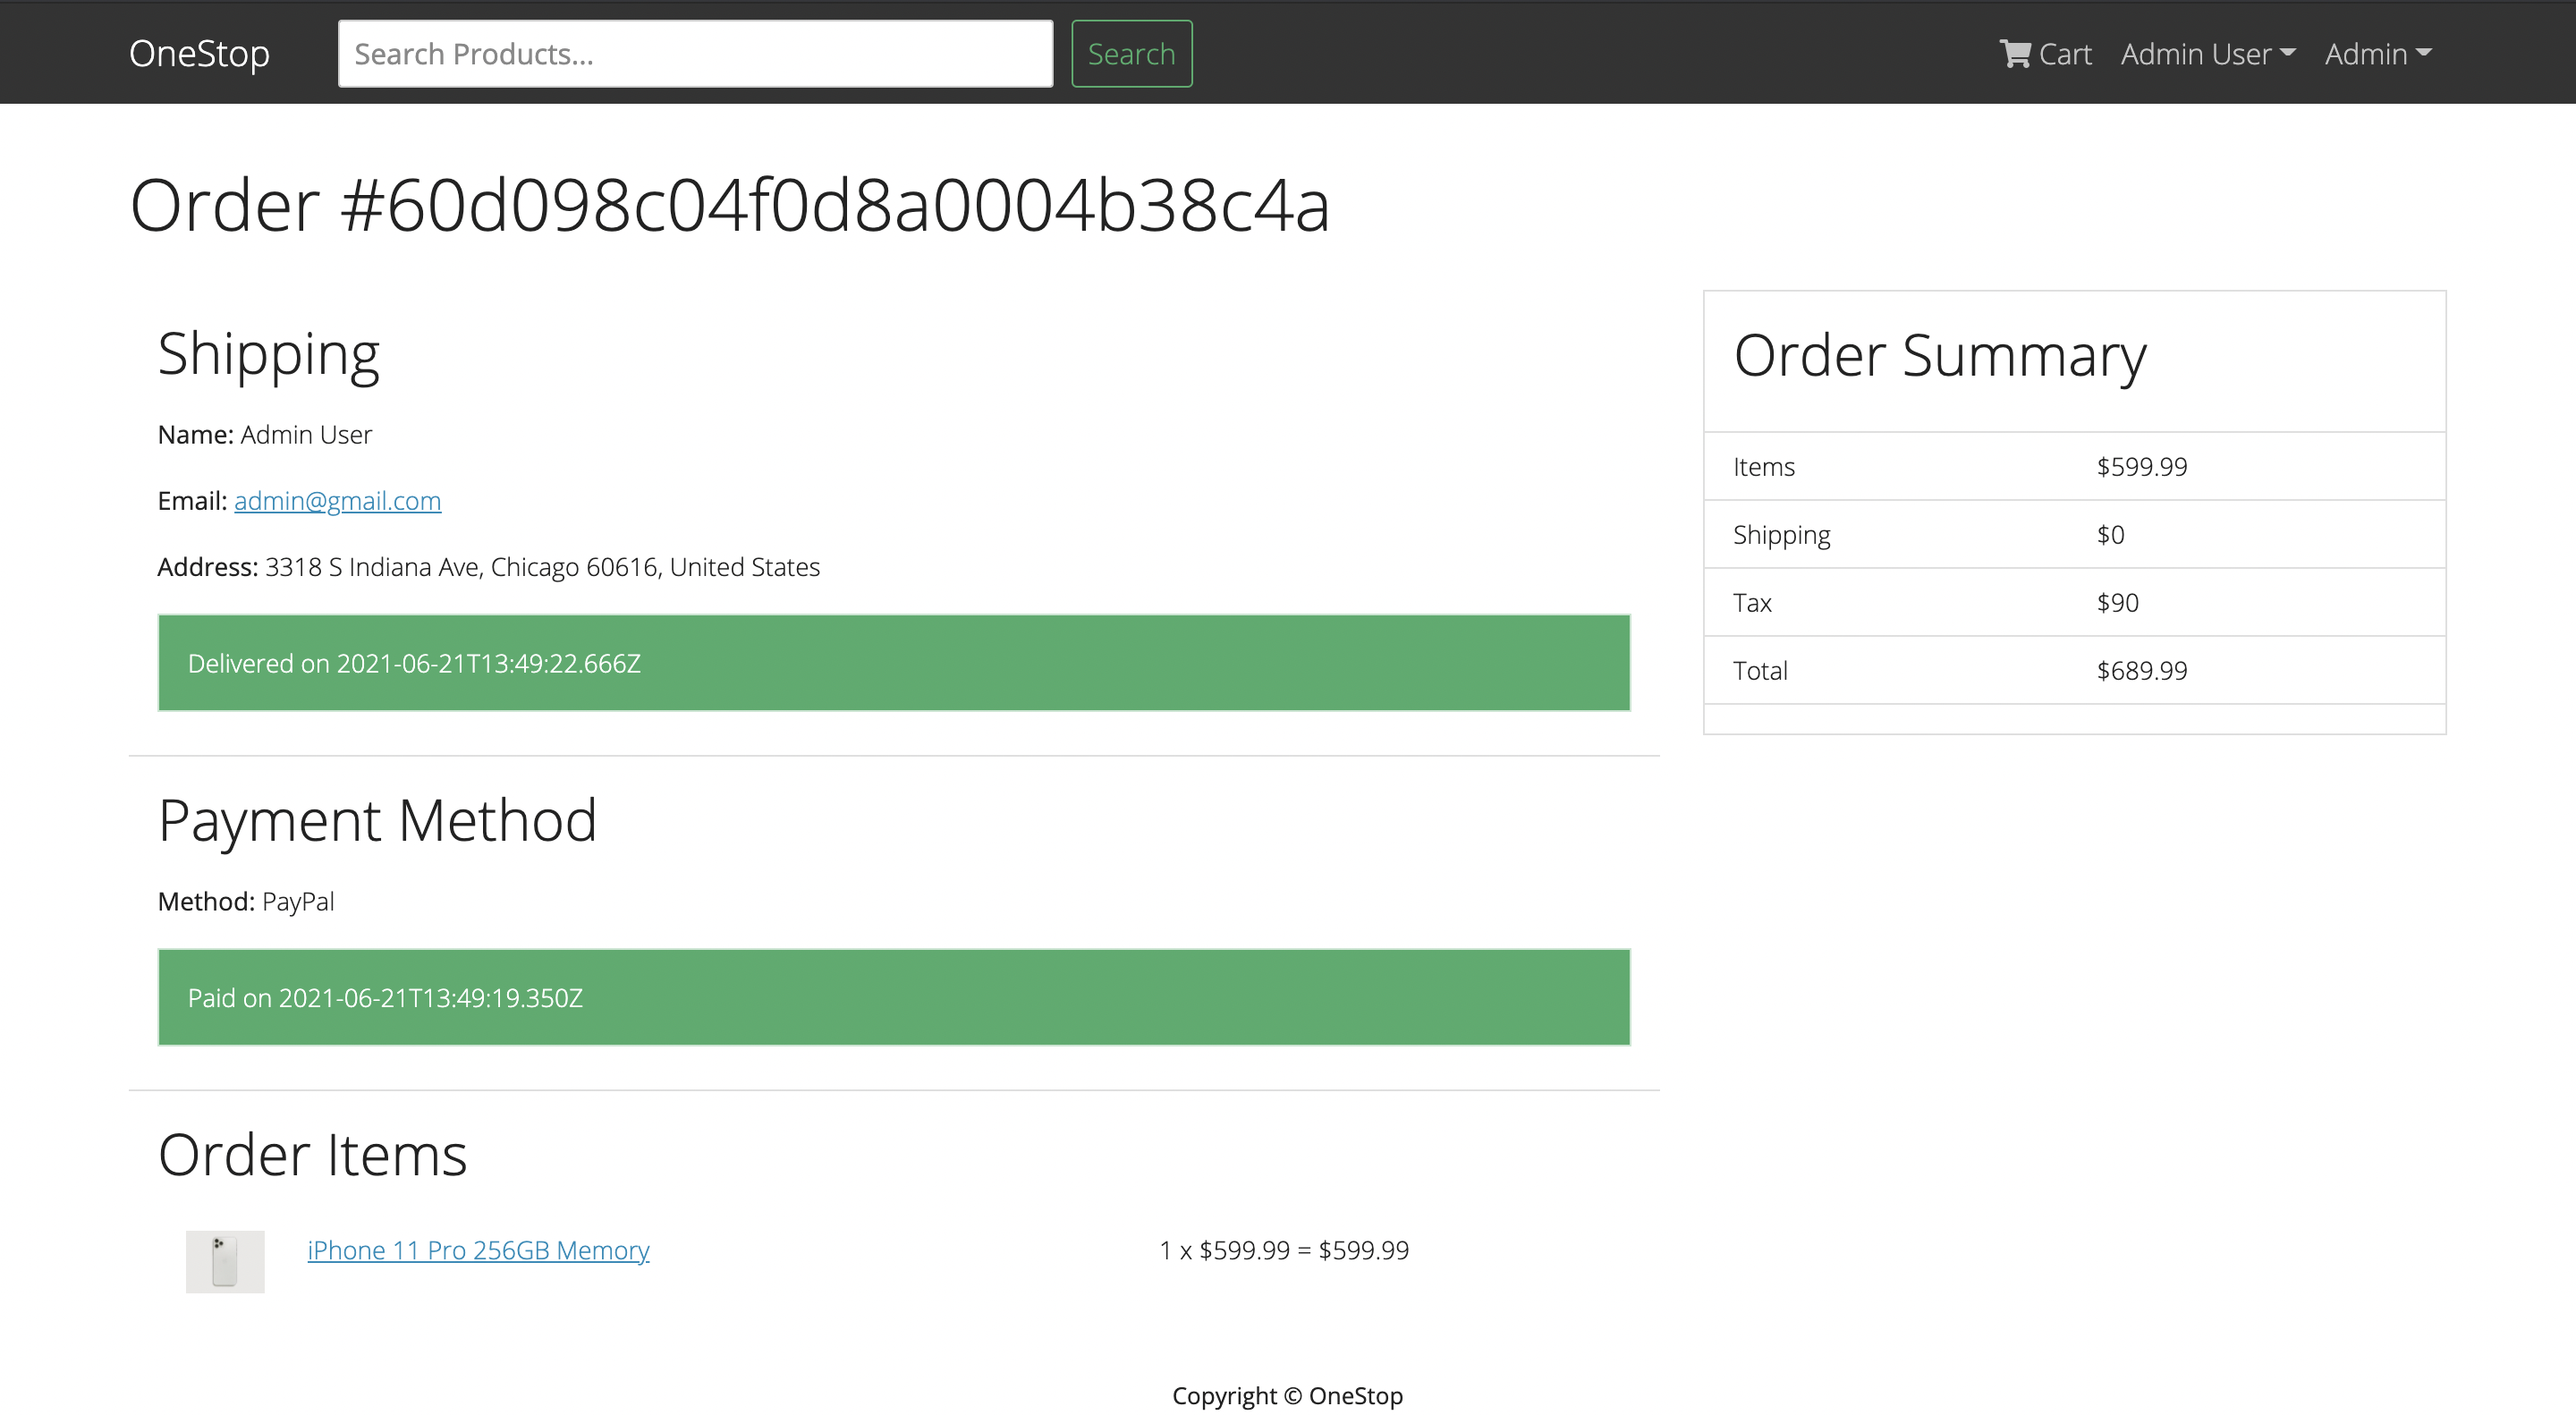 OneStop
Search Products...
Search
Cart
Admin User
Admin
Order #60d098c04f0d8a0004b38c4a
Shipping
Name: Admin User
Email: admin@gmail.com
Address: 3318 S Indiana Ave, Chicago 60616, United States
Delivered on 2021-06-21T13:49:22.666Z
Payment Method
Method: PayPal
Paid on 2021-06-21T13:49:19.350Z
Order Items
iPhone 11 Pro 256GB Memory
1 x $599.99 = $599.99
Order Summary
Items $599.99
Shipping $0
Tax $90
Total $689.99
Copyright © OneStop